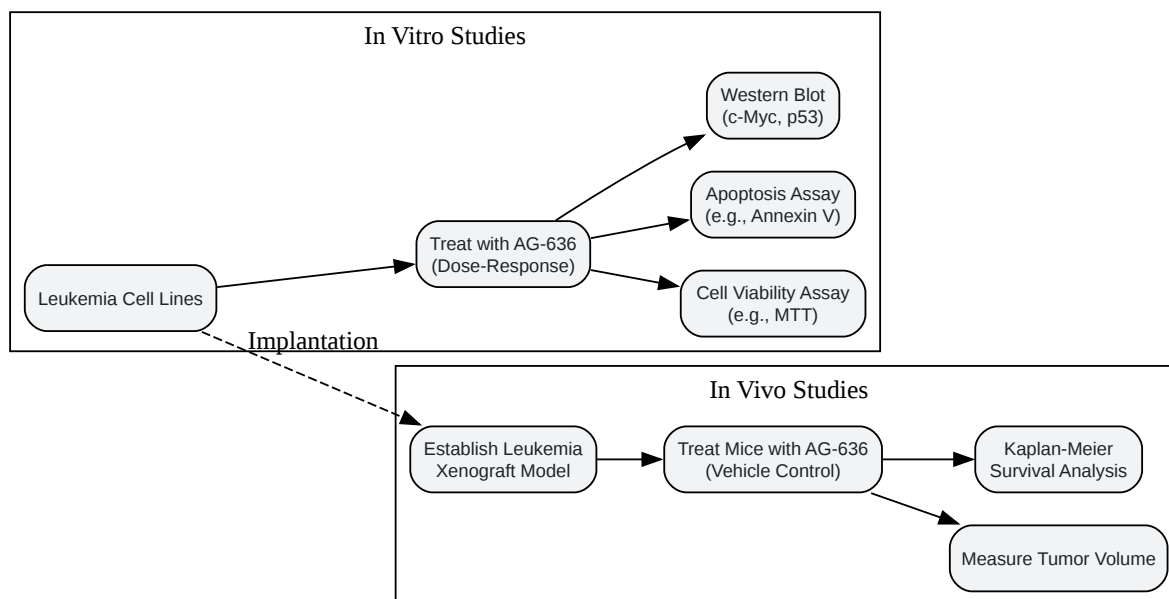 In Vitro Studies
Western Blot
(c-Myc, p53)
Apoptosis Assay
(e.g., Annexin V)
Treat with AG-636
(Dose-Response)
Cell Viability Assay
(e.g., MTT)
Leukemia Cell Lines
Implantation
In Vivo Studies
Establish Leukemia
Xenograft Model
Treat Mice with AG-636
(Vehicle Control)
Kaplan-Meier
Survival Analysis
Measure Tumor Volume